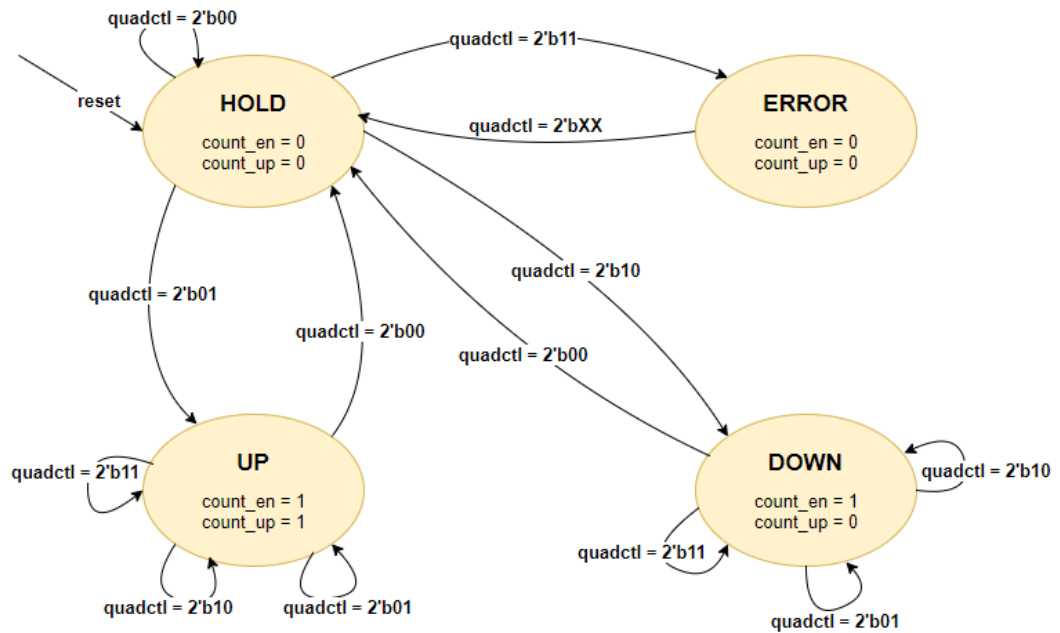 quadctl = 2'b00
quadctl = 2'b11
reset
HOLD
count_en = 0
count_up = 0
ERROR
count_en = 0
count_up = 0
quadctl = 2'bXX
quadctl = 2'b10
quadctl = 2'b01
quadctl = 2'b00
quadctl = 2'b00
UP
count_en = 1
count_up = 1
quadctl = 2'b11
quadctl = 2'b10
quadctl = 2'b01
DOWN
count_en = 1
count_up = 0
quadctl = 2'b10
quadctl = 2'b11
quadctl = 2'b01